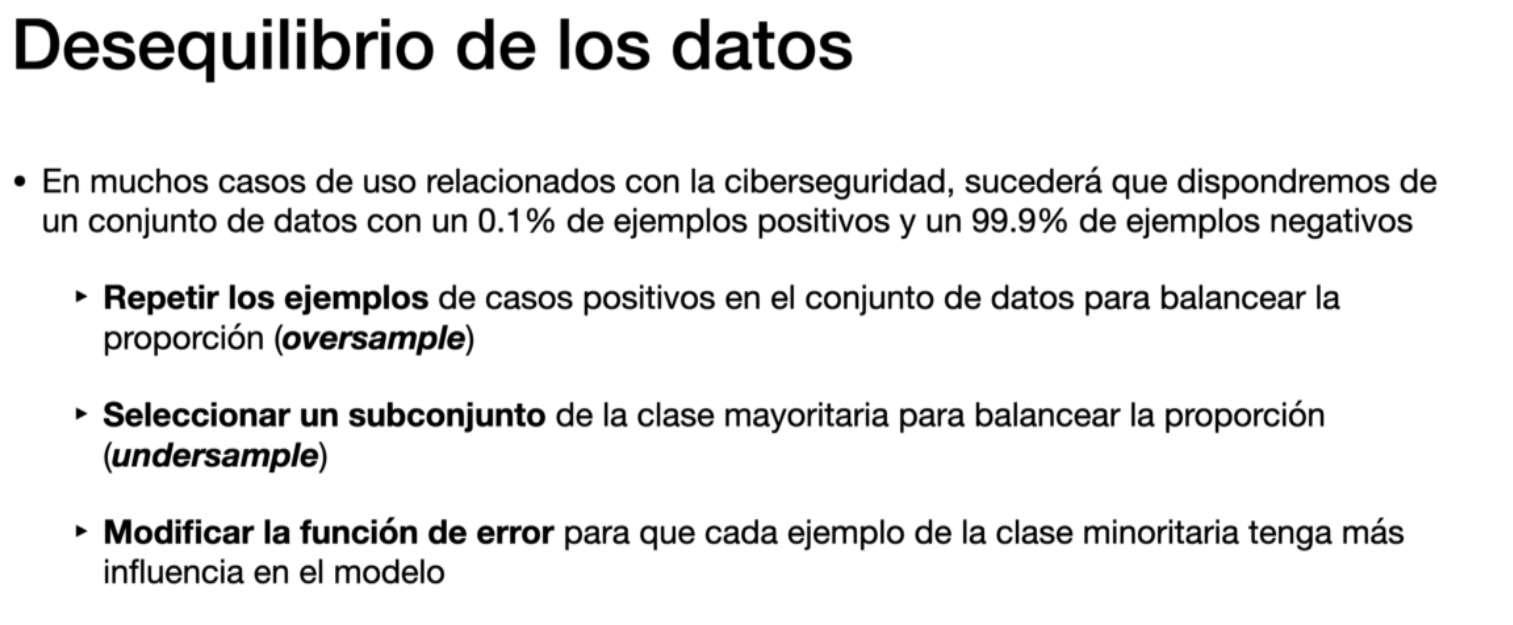 Desequilibrio de los datos
• En muchos casos de uso relacionados con la ciberseguridad, sucederá que dispondremos de
un conjunto de datos con un 0.1% de ejemplos positivos y un 99.9% de ejemplos negativos
‣ Repetir los ejemplos de casos positivos en el conjunto de datos para balancear la
proporción (oversample)
‣ Seleccionar un subconjunto de la clase mayoritaria para balancear la proporción
(undersample)
‣ Modificar la función de error para que cada ejemplo de la clase minoritaria tenga más
influencia en el modelo